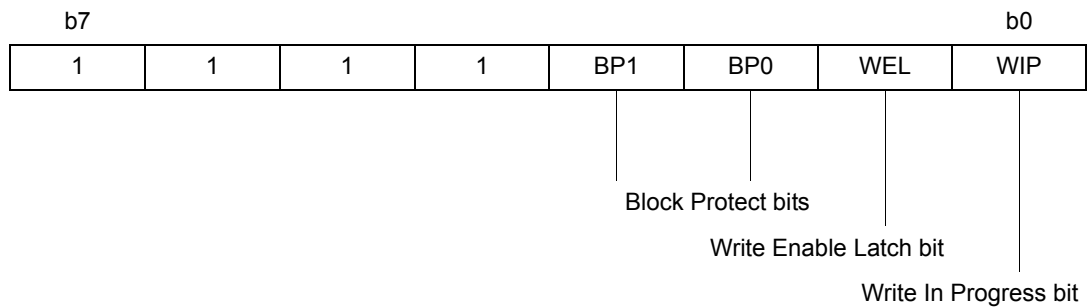 b7 b0
1 1 1 1 BP1 BP0 WEL WIP
Block Protect bits
Write Enable Latch bit
Write In Progress bit